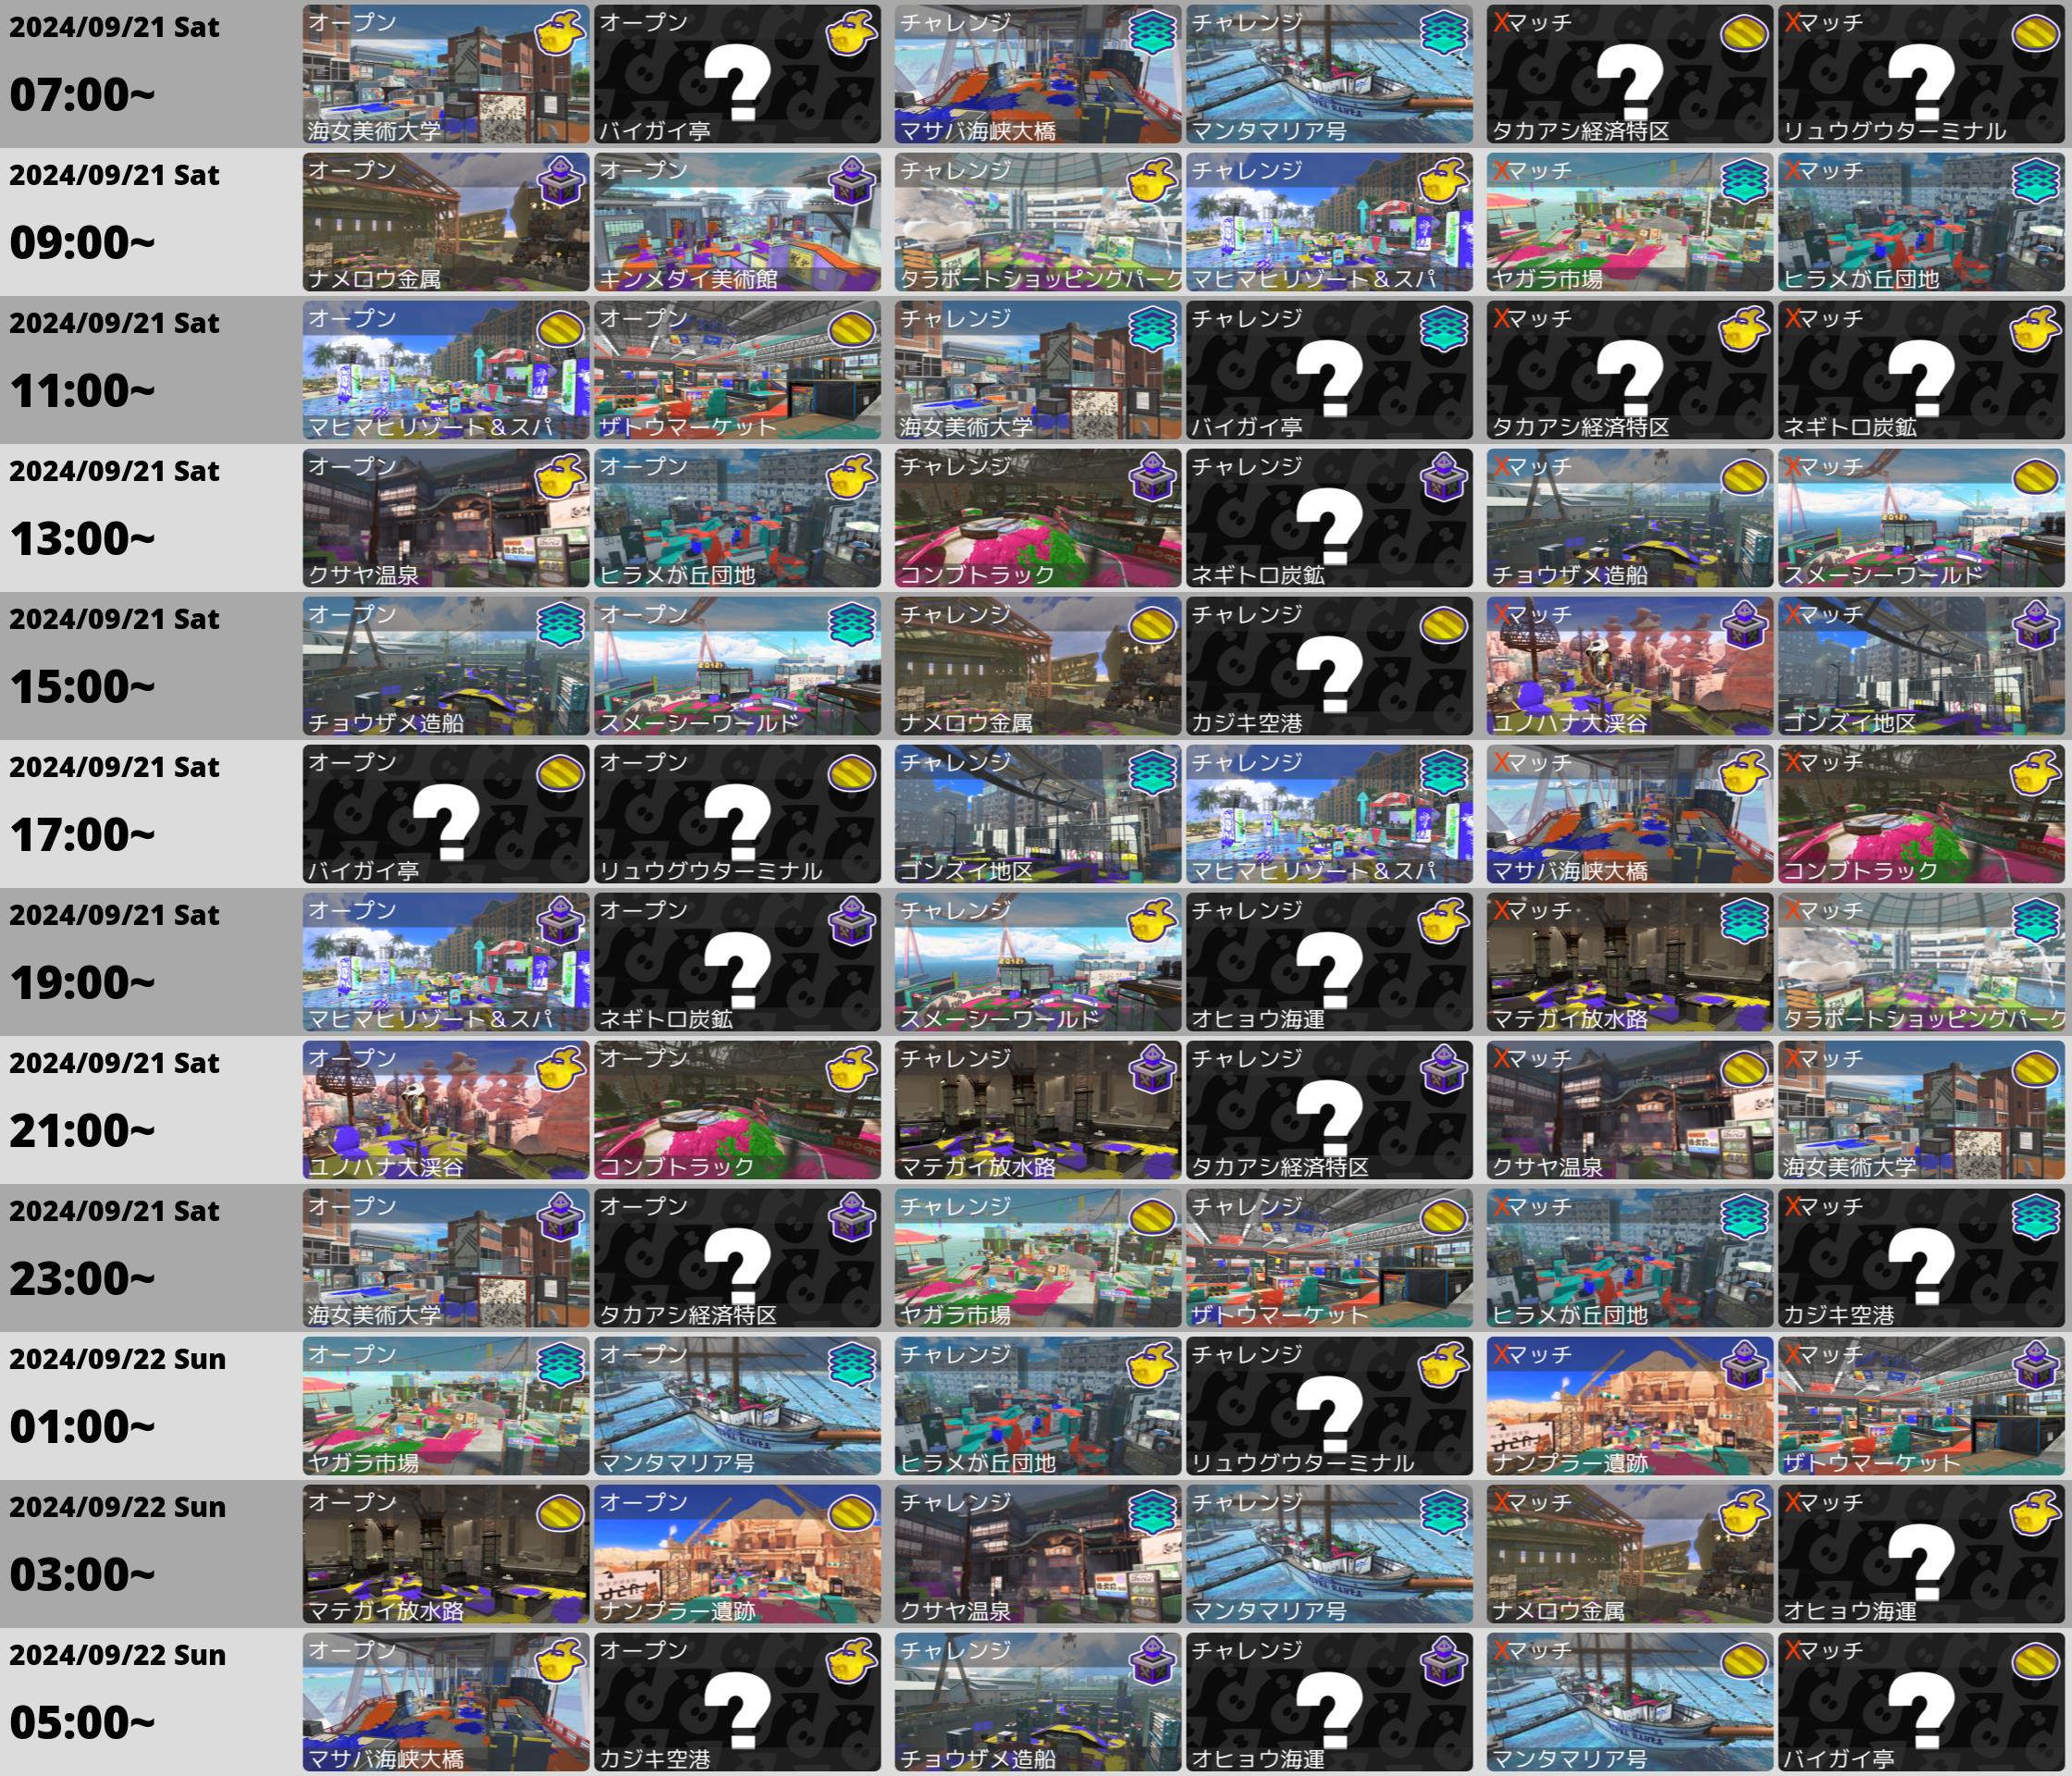 2024/09/21 Sat
07:00~
オープン
海女美術大学
オープン
バイガイ亭
チャレンジ
マサバ海峡大橋
チャレンジ
マンタマリア号
Xマッチ
タカアシ経済特区
Xマッチ
リュウグウターミナル
2024/09/21 Sat
09:00~
オープン
ナメロウ金属
オープン
キンメダイ美術館
チャレンジ
タラポートショッピングパーク
チャレンジ
マヒマヒリゾート＆スパ
Xマッチ
ヤガラ市場
Xマッチ
ヒラメが丘団地
2024/09/21 Sat
11:00~
オープン
マヒマヒリゾート＆スパ
オープン
ザトウマーケット
チャレンジ
海女美術大学
チャレンジ
バイガイ亭
Xマッチ
タカアシ経済特区
Xマッチ
ネギトロ炭鉱
2024/09/21 Sat
13:00~
オープン
クサヤ温泉
オープン
ヒラメが丘団地
チャレンジ
コンブトラック
チャレンジ
ネギトロ炭鉱
Xマッチ
チョウザメ造船
Xマッチ
スメーシーワールド
2024/09/21 Sat
15:00~
オープン
チョウザメ造船
オープン
スメーシーワールド
チャレンジ
ナメロウ金属
チャレンジ
カジキ空港
Xマッチ
ユノハナ大渓谷
Xマッチ
ゴンズイ地区
2024/09/21 Sat
17:00~
オープン
バイガイ亭
オープン
リュウグウターミナル
チャレンジ
ゴンズイ地区
チャレンジ
マヒマヒリゾート＆スパ
Xマッチ
マサバ海峡大橋
Xマッチ
コンブトラック
2024/09/21 Sat
19:00~
オープン
マヒマヒリゾート＆スパ
オープン
ネギトロ炭鉱
チャレンジ
スメーシーワールド
チャレンジ
オヒョウ海運
Xマッチ
マテガイ放水路
Xマッチ
タラポートショッピングパーク
2024/09/21 Sat
21:00~
オープン
ユノハナ大渓谷
オープン
コンブトラック
チャレンジ
マテガイ放水路
チャレンジ
タカアシ経済特区
Xマッチ
クサヤ温泉
Xマッチ
海女美術大学
2024/09/21 Sat
23:00~
オープン
海女美術大学
オープン
タカアシ経済特区
チャレンジ
ヤガラ市場
チャレンジ
ザトウマーケット
Xマッチ
ヒラメが丘団地
Xマッチ
カジキ空港
2024/09/22 Sun
01:00~
オープン
ヤガラ市場
オープン
マンタマリア号
チャレンジ
ヒラメが丘団地
チャレンジ
リュウグウターミナル
Xマッチ
ナンプラー遺跡
Xマッチ
ザトウマーケット
2024/09/22 Sun
03:00~
オープン
マテガイ放水路
オープン
ナンプラー遺跡
チャレンジ
クサヤ温泉
チャレンジ
マンタマリア号
Xマッチ
ナメロウ金属
Xマッチ
オヒョウ海運
2024/09/22 Sun
05:00~
オープン
マサバ海峡大橋
オープン
カジキ空港
チャレンジ
チョウザメ造船
チャレンジ
オヒョウ海運
Xマッチ
マンタマリア号
Xマッチ
バイガイ亭